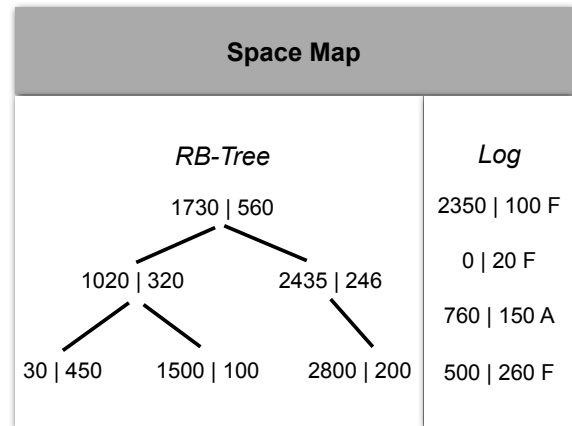 Space Map
RB-Tree
1730 | 560
1020 | 320
2435 | 246
30 | 450
1500 | 100
2800 | 200
Log
2350 | 100 F
0 | 20 F
760 | 150 A
500 | 260 F